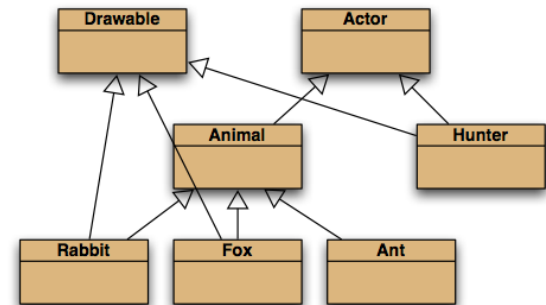 Drawable
Actor
Animal
Hunter
Rabbit
Fox
Ant